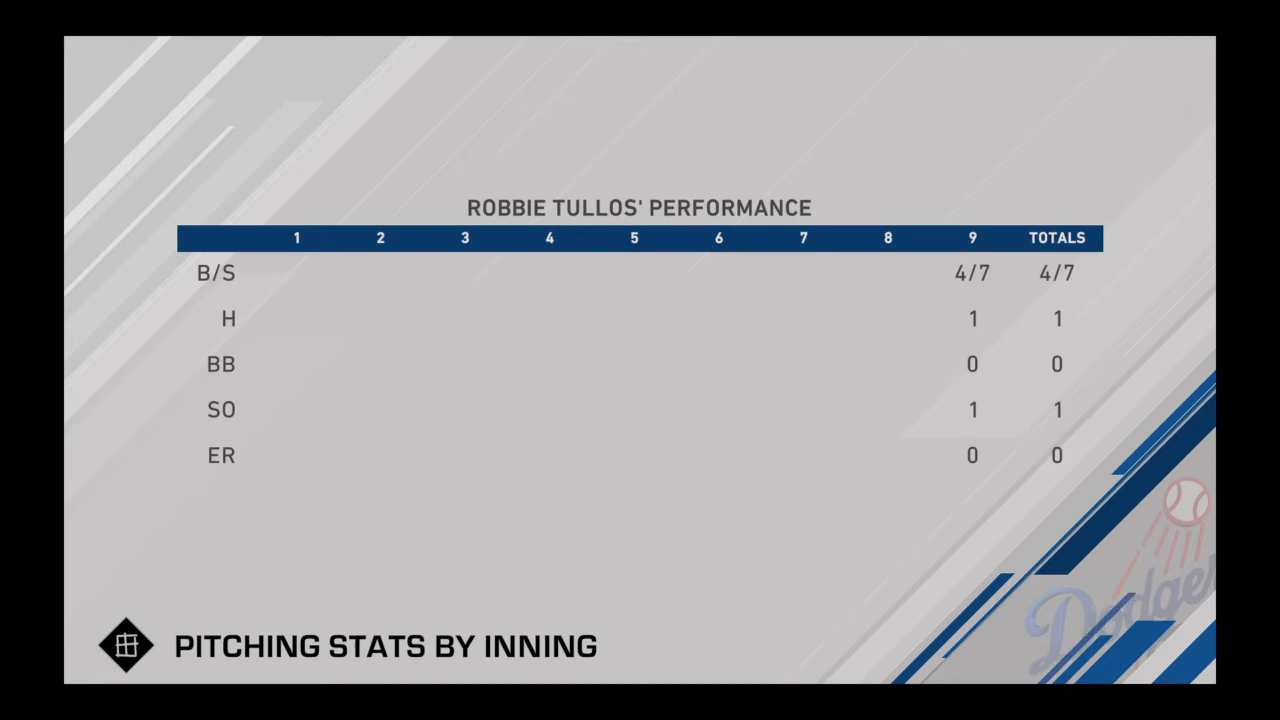 ROBBIE TULLOS' PERFORMANCE
1 2 3 4 5 6 7 8 9 TOTALS
B/S 4/7 4/7
H 1 1
BB 0 0
SO 1 1
ER 0 0
Dodgers
PITCHING STATS BY INNING